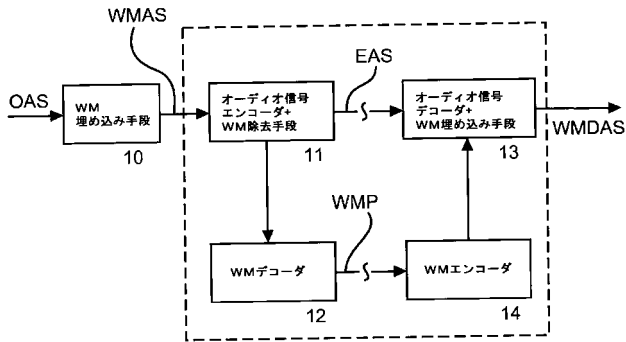 WMAS
EAS
OAS
WM
埋め込み手段
10
オーディオ信号
エンコーダ+
WM除去手段
11
オーディオ信号
デコーダ+
WM埋め込み手段
13
WMDAS
WMP
WMデコーダ
12
WMエンコーダ
14